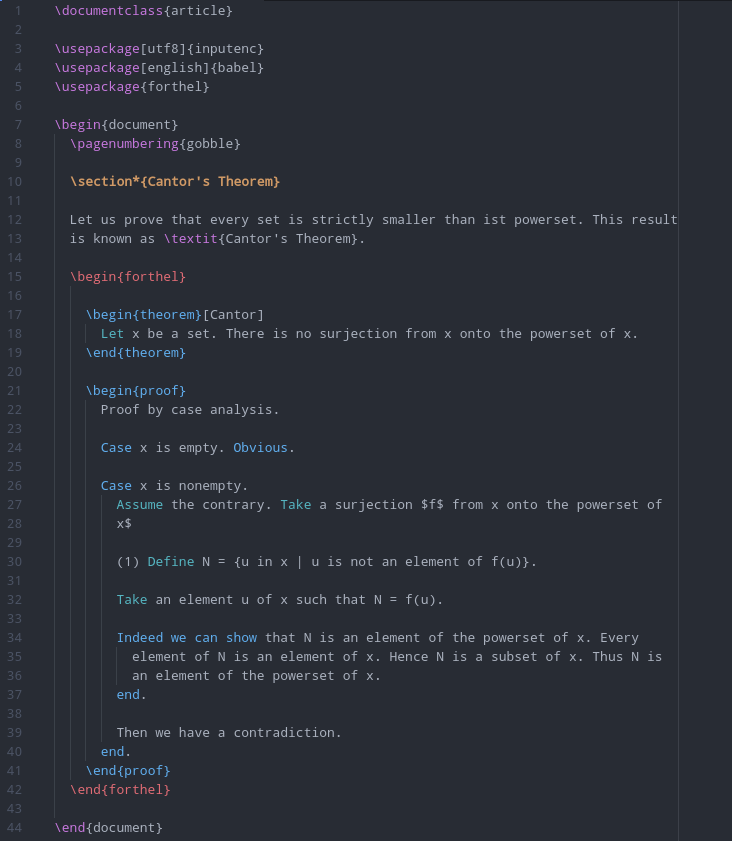 1 \documentclass{article}
2
3 \usepackage[utf8]{inputenc}
4 \usepackage[english]{babel}
5 \usepackage{forthel}
6
7 \begin{document}
8 \pagenumbering{gobble}
9
10 \section*{Cantor's Theorem}
11
12 Let us prove that every set is strictly smaller than ist powerset. This result
13 is known as \textit{Cantor's Theorem}.
14
15 \begin{forthel}
16
17 \begin{theorem}[Cantor]
18 Let x be a set. There is no surjection from x onto the powerset of x.
19 \end{theorem}
20
21 \begin{proof}
22 Proof by case analysis.
23
24 Case x is empty. Obvious.
25
26 Case x is nonempty.
27 Assume the contrary. Take a surjection $f$ from x onto the powerset of
28 x$
29
30 (1) Define N = {u in x | u is not an element of f(u)}.
31
32 Take an element u of x such that N = f(u).
33
34 Indeed we can show that N is an element of the powerset of x. Every
35 element of N is an element of x. Hence N is a subset of x. Thus N is
36 an element of the powerset of x.
37 end.
38
39 Then we have a contradiction.
40 end.
41 \end{proof}
42 \end{forthel}
43
44 \end{document}